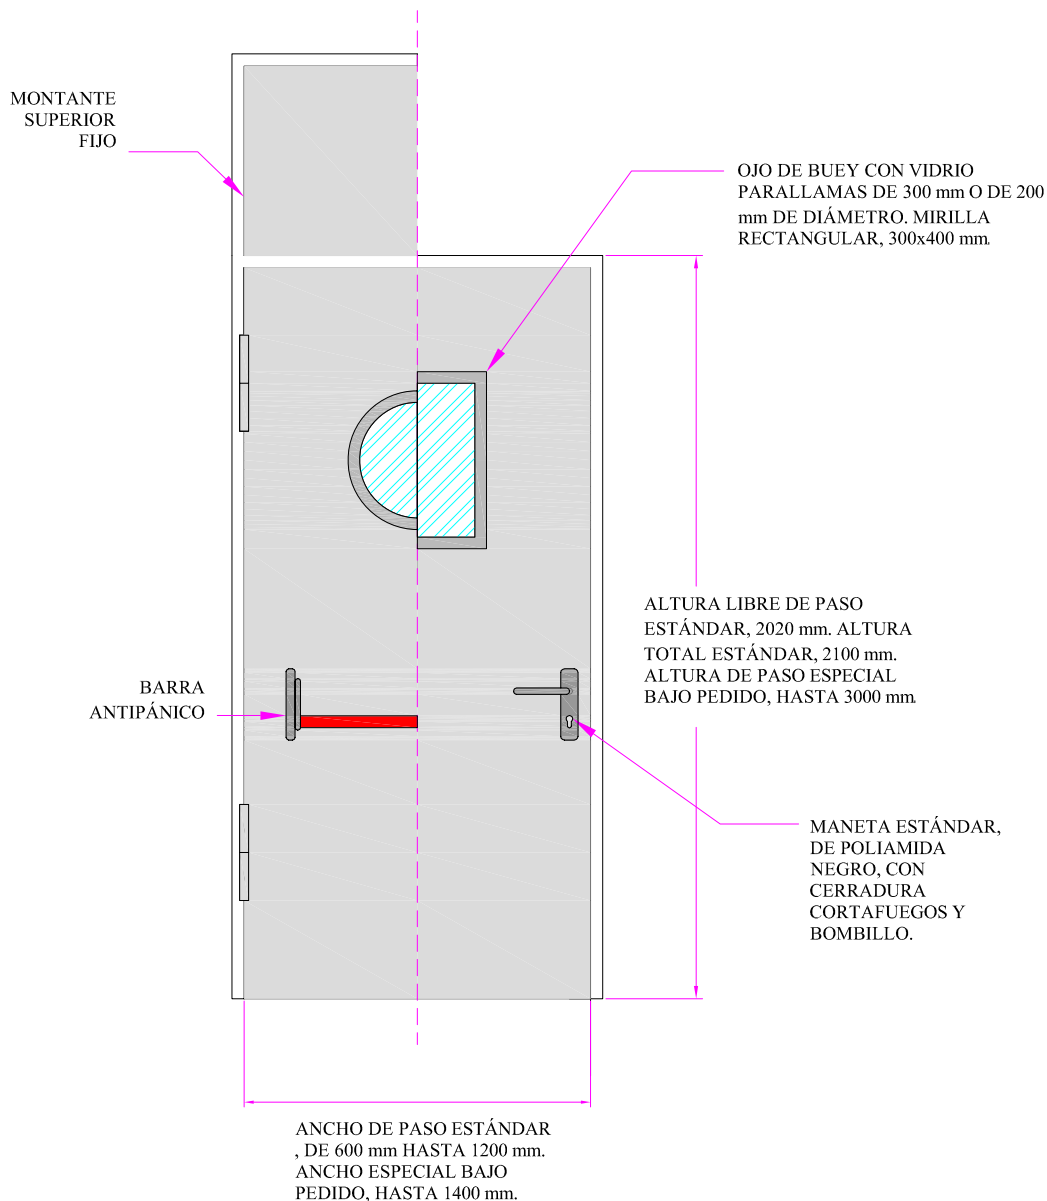 MONTANTE
SUPERIOR
FIJO
OJO DE BUEY CON VIDRIO
PARALLAMAS DE 300 mm O DE 200
mm DE DIÁMETRO. MIRILLA
RECTANGULAR, 300x400 mm.
ALTURA LIBRE DE PASO
ESTÁNDAR, 2020 mm. ALTURA
TOTAL ESTÁNDAR, 2100 mm.
ALTURA DE PASO ESPECIAL
BAJO PEDIDO, HASTA 3000 mm.
BARRA
ANTIPÁNICO
MANETA ESTÁNDAR,
DE POLIAMIDA
NEGRO, CON
CERRADURA
CORTAFUEGOS Y
BOMBILLO.
ANCHO DE PASO ESTÁNDAR
, DE 600 mm HASTA 1200 mm.
ANCHO ESPECIAL BAJO
PEDIDO, HASTA 1400 mm.